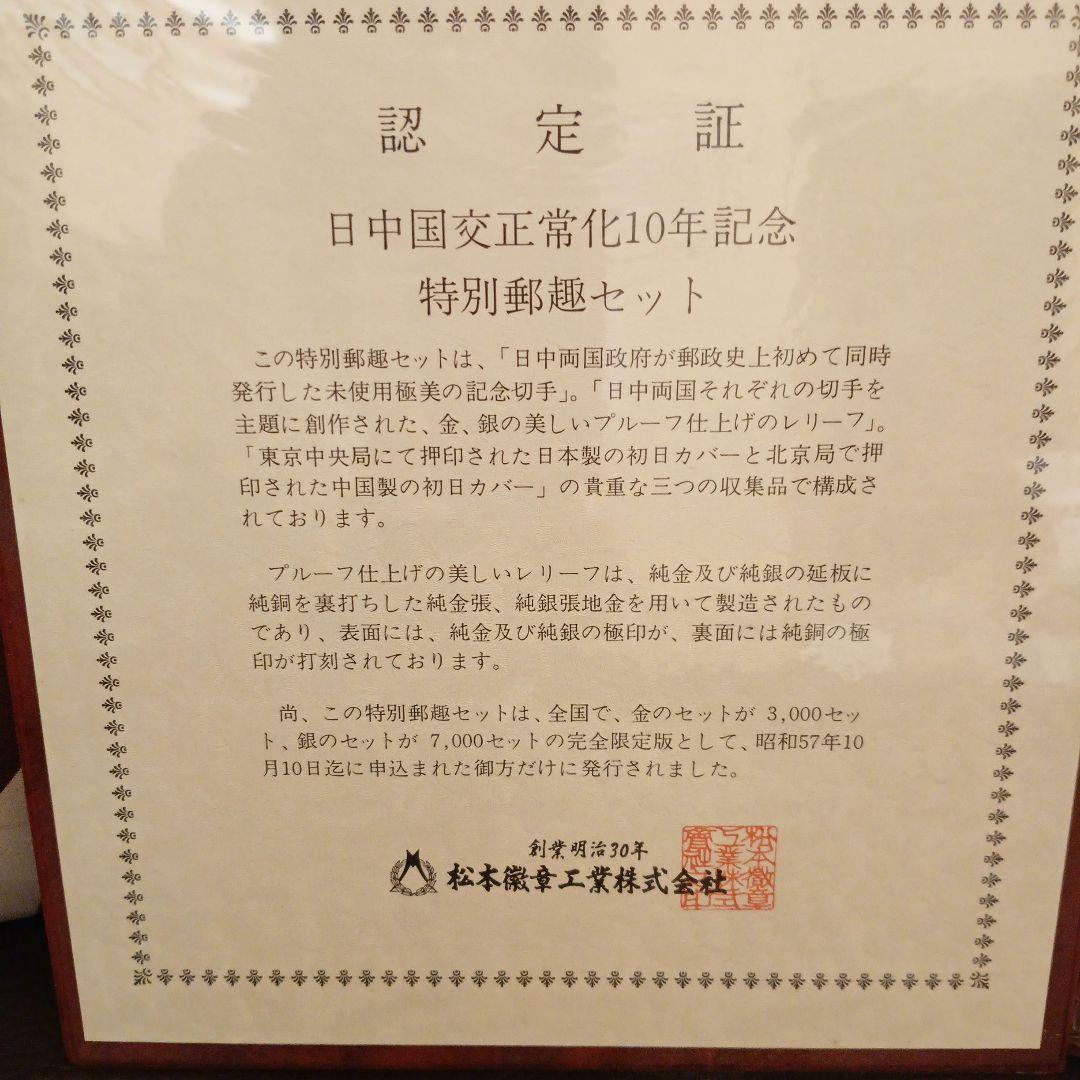 認定証
日中国交正常化10年記念
特別郵趣セット
この特別郵趣セットは、「日中両国政府が郵政史上初めて同時
発行した未使用極美の記念切手」。「日中両国それぞれの切手を
主題に創作された、金、銀の美しいプルーフ仕上げのレリーフ」。
「東京中央局にて押印された日本製の初日カバーと北京局で押
印された中国製の初日カバー」の貴重な三つの収集品で構成さ
れております。
プルーフ仕上げの美しいレリーフは、純金及び純銀の延板に
純銅を裏打ちした純金張、純銀張地金を用いて製造されたもの
であり、表面には、純金及び純銀の極印が、裏面には純銅の極
印が打刻されております。
尚、この特別郵趣セットは、全国で、金のセットが 3,000セッ
ト、銀のセットが 7,000セットの完全限定版として、昭和57年10
月10日迄に申込まれた御方だけに発行されました。
創業明治30年
松本徽章工業株式会社